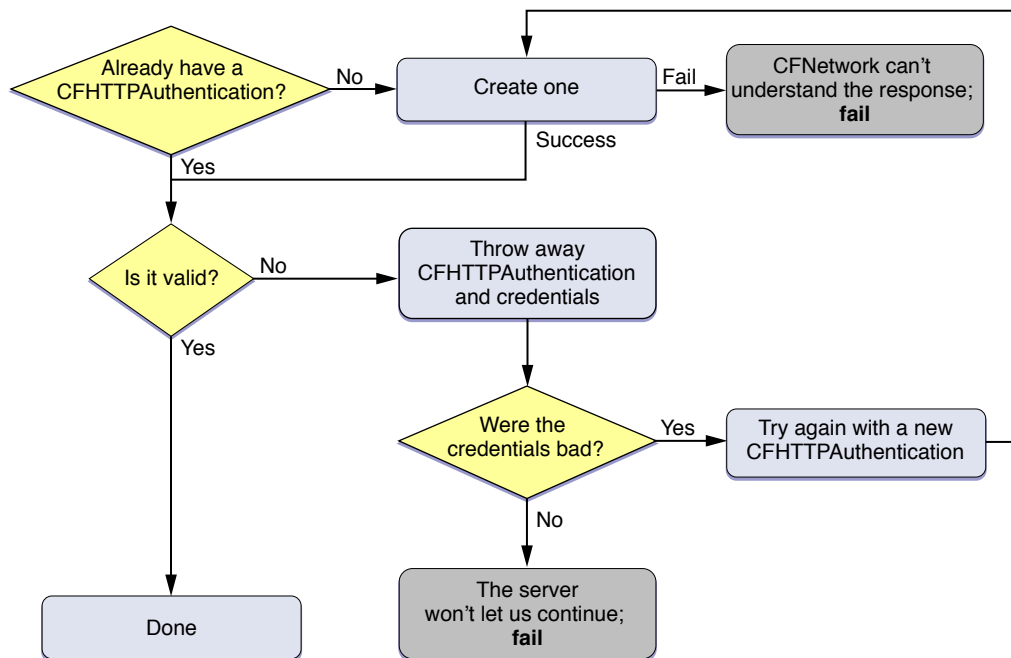 Already have a
CFHTTPAuthentication?
No
Create one
Fail
CFNetwork can't
understand the response;
fail
Success
Yes
Is it valid?
No
Throw away
CFHTTPAuthentication
and credentials
Yes
Were the
credentials bad?
Yes
Try again with a new
CFHTTPAuthentication
No
Done
The server
won't let us continue;
fail